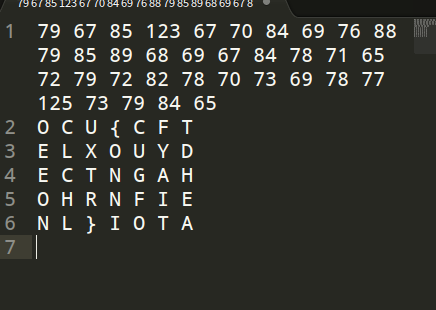 79 67 85 123 67 70 84 69 76 88 79 85 89 68 69 67 8
1 79 67 85 123 67 70 84 69 76 88
79 85 89 68 69 67 84 78 71 65
72 79 72 82 78 70 73 69 78 77
125 73 79 84 65
2 O C U { C F T
3 E L X O U Y D
4 E C T N G A H
5 O H R N F I E
6 N L } I O T A
7